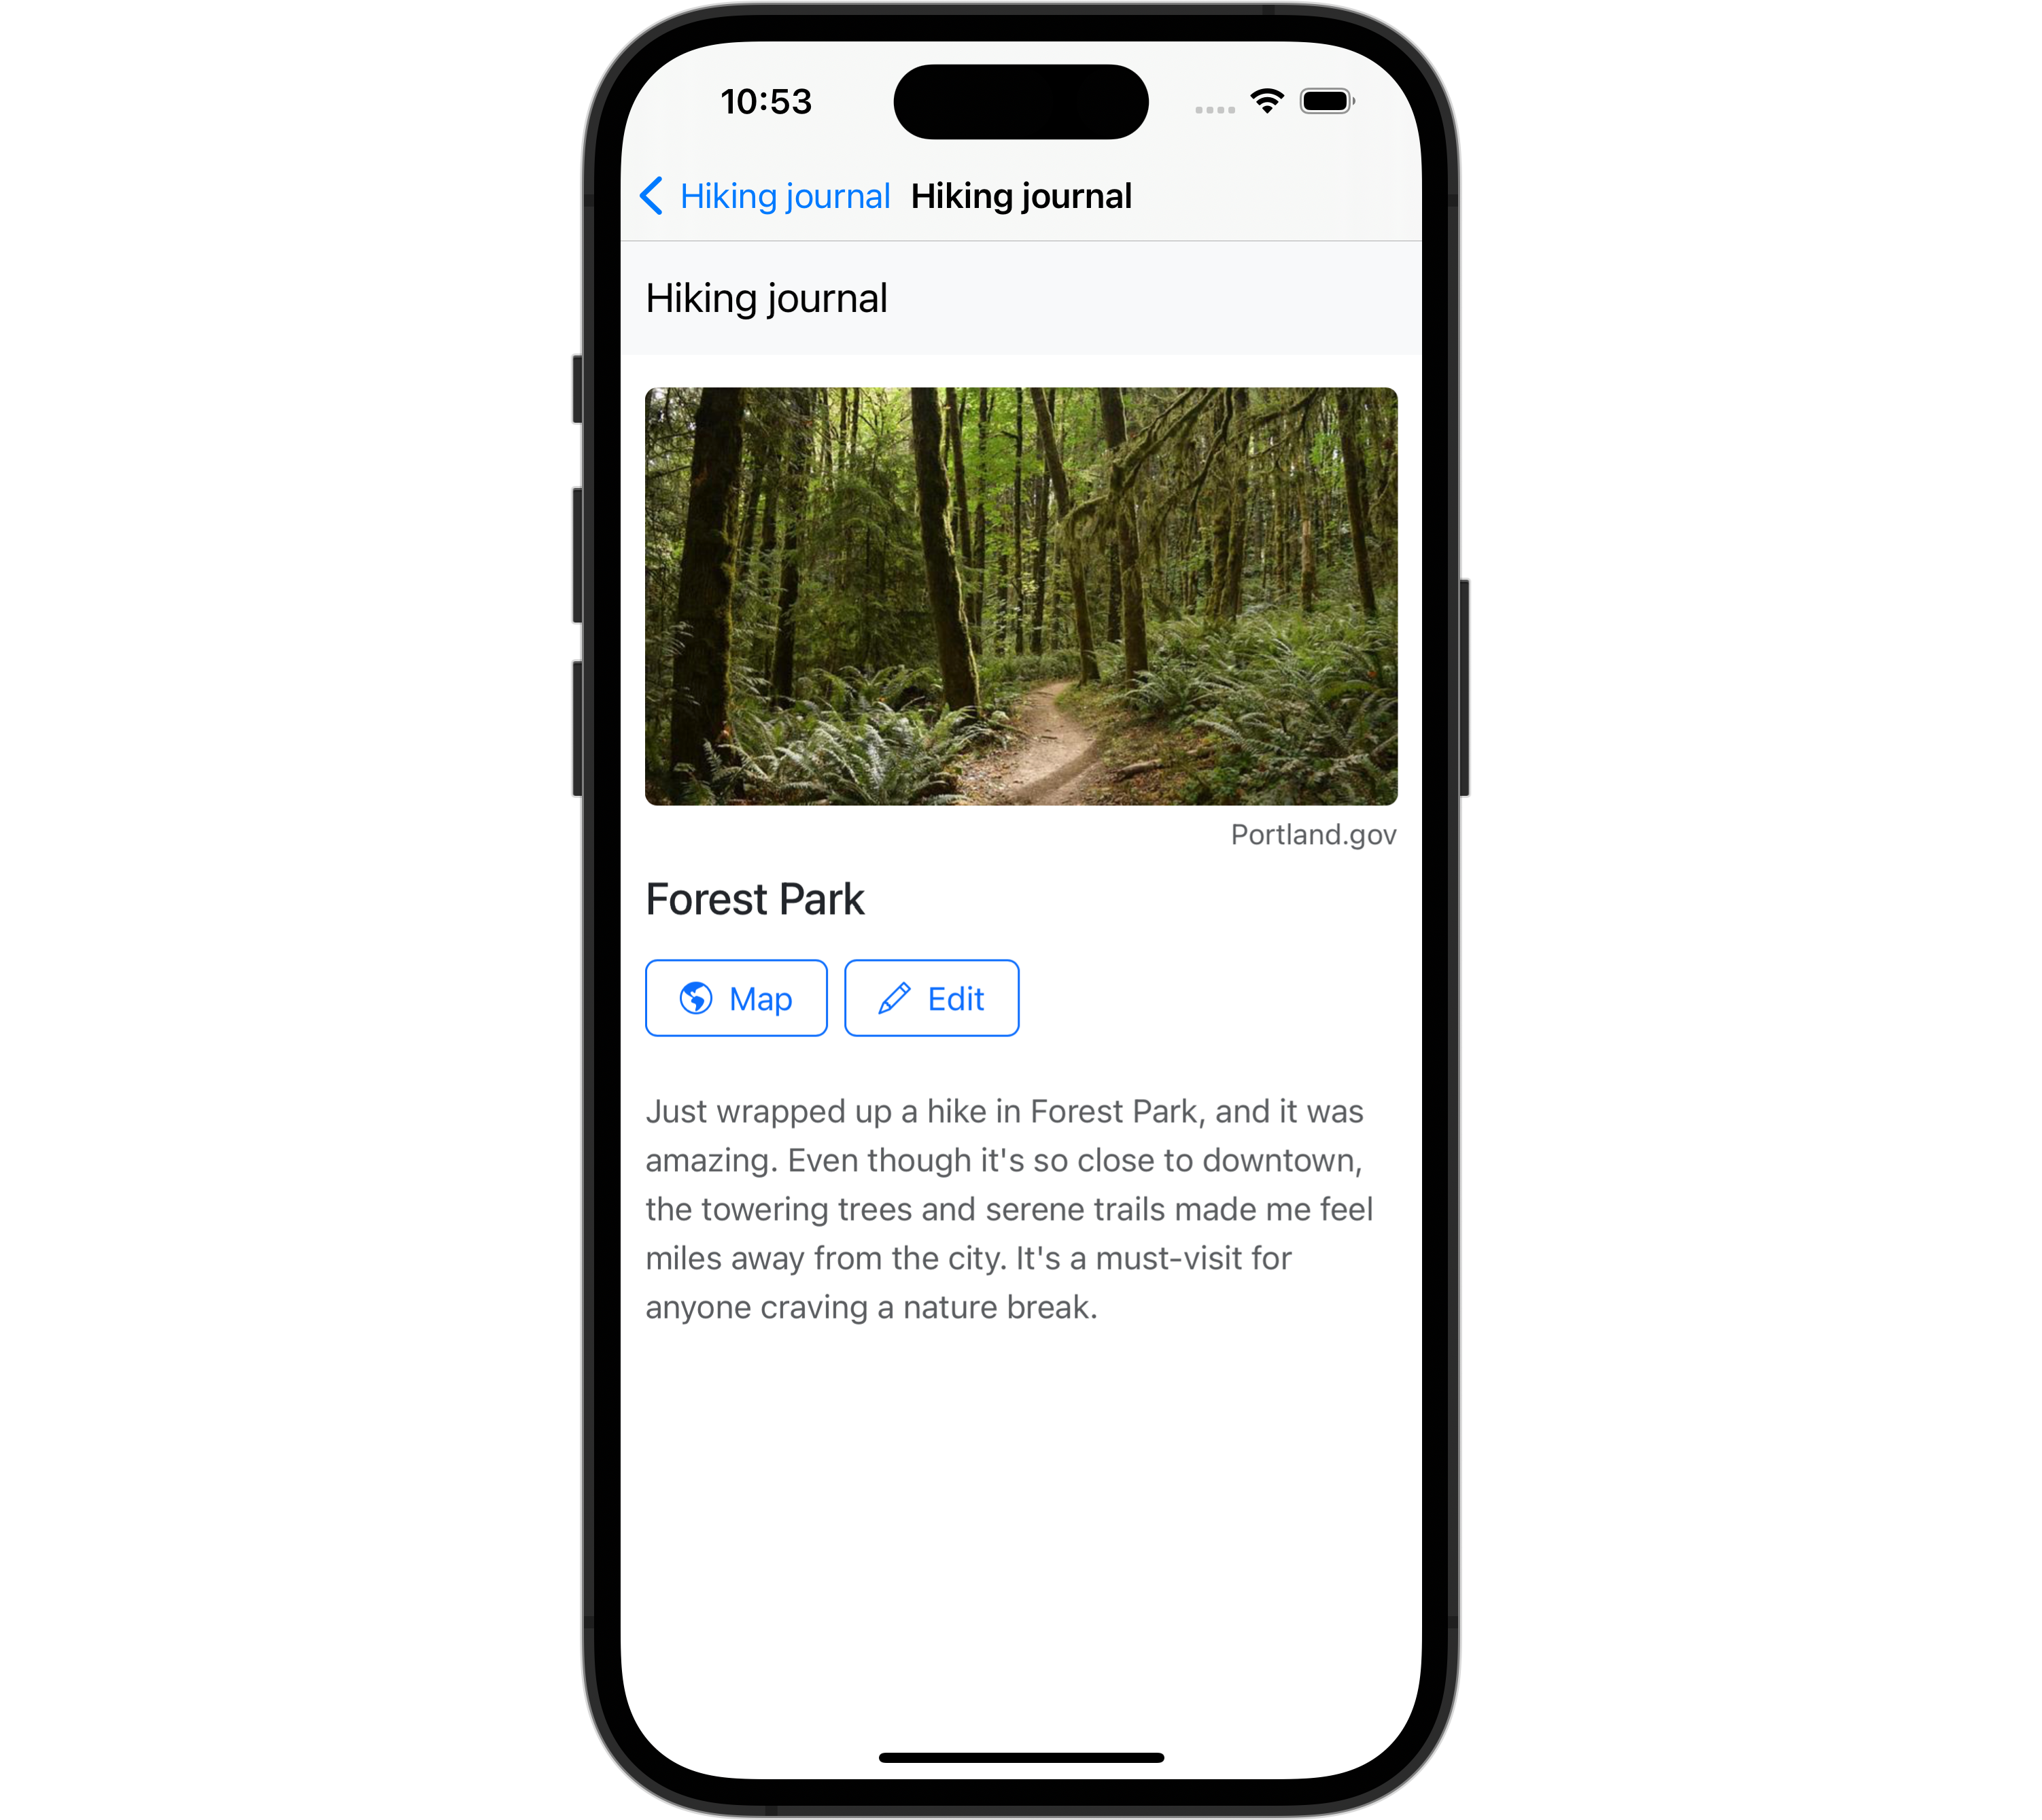 10:53
Hiking journal Hiking journal
Hiking journal
Portland.gov
Forest Park
Map Edit
Just wrapped up a hike in Forest Park, and it was
amazing. Even though it's so close to downtown,
the towering trees and serene trails made me feel
miles away from the city. It's a must-visit for
anyone craving a nature break.